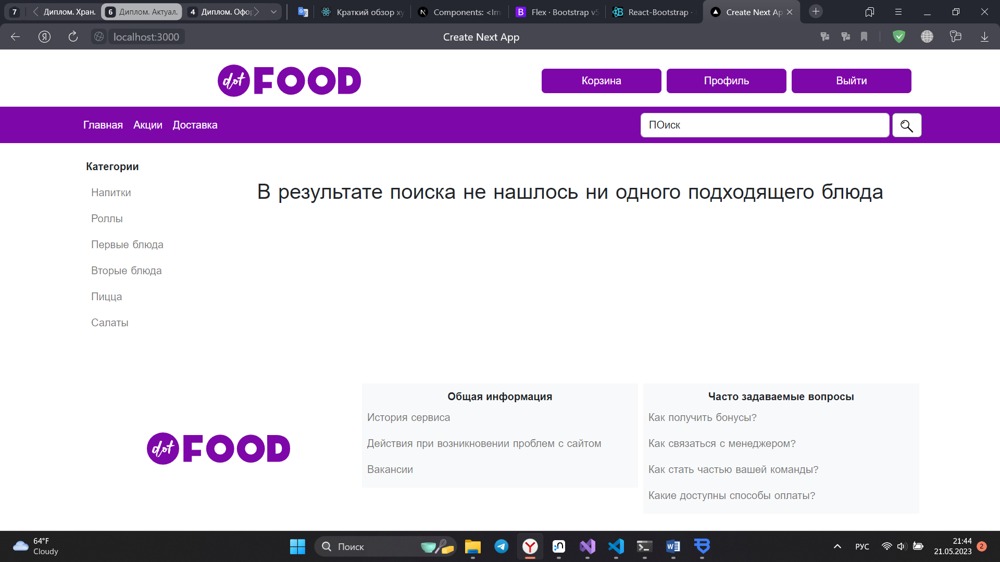 7 Диплом. Хран. 6 Диплом. Актуал. 4 Диплом. Офор Краткий обзор ху Components: <Im Flex · Bootstrap v5 React-Bootstrap · Create Next Ap
localhost:3000 Create Next App
dot FOOD Корзина Профиль Выйти
Главная Акции Доставка ПОиск
Категории
В результате поиска не нашлось ни одного подходящего блюда
Напитки
Роллы
Первые блюда
Вторые блюда
Пицца
Салаты
dot FOOD
Общая информация
История сервиса
Действия при возникновении проблем с сайтом
Вакансии
Часто задаваемые вопросы
Как получить бонусы?
Как связаться с менеджером?
Как стать частью вашей команды?
Какие доступны способы оплаты?
64°F
Cloudy
Поиск
РУС
21:44
21.05.2023
2